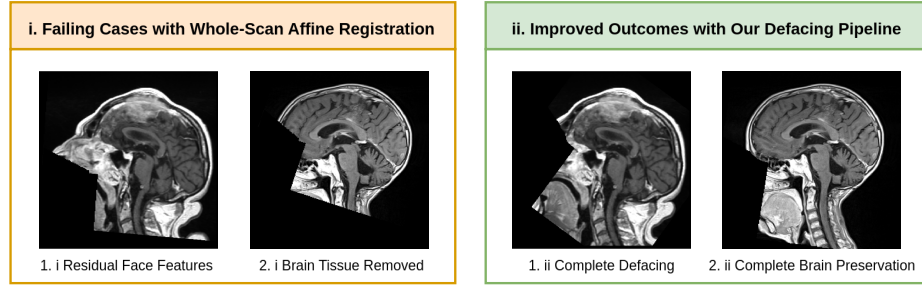 i. Failing Cases with Whole-Scan Affine Registration
1. i Residual Face Features
2. i Brain Tissue Removed
ii. Improved Outcomes with Our Defacing Pipeline
1. ii Complete Defacing
2. ii Complete Brain Preservation